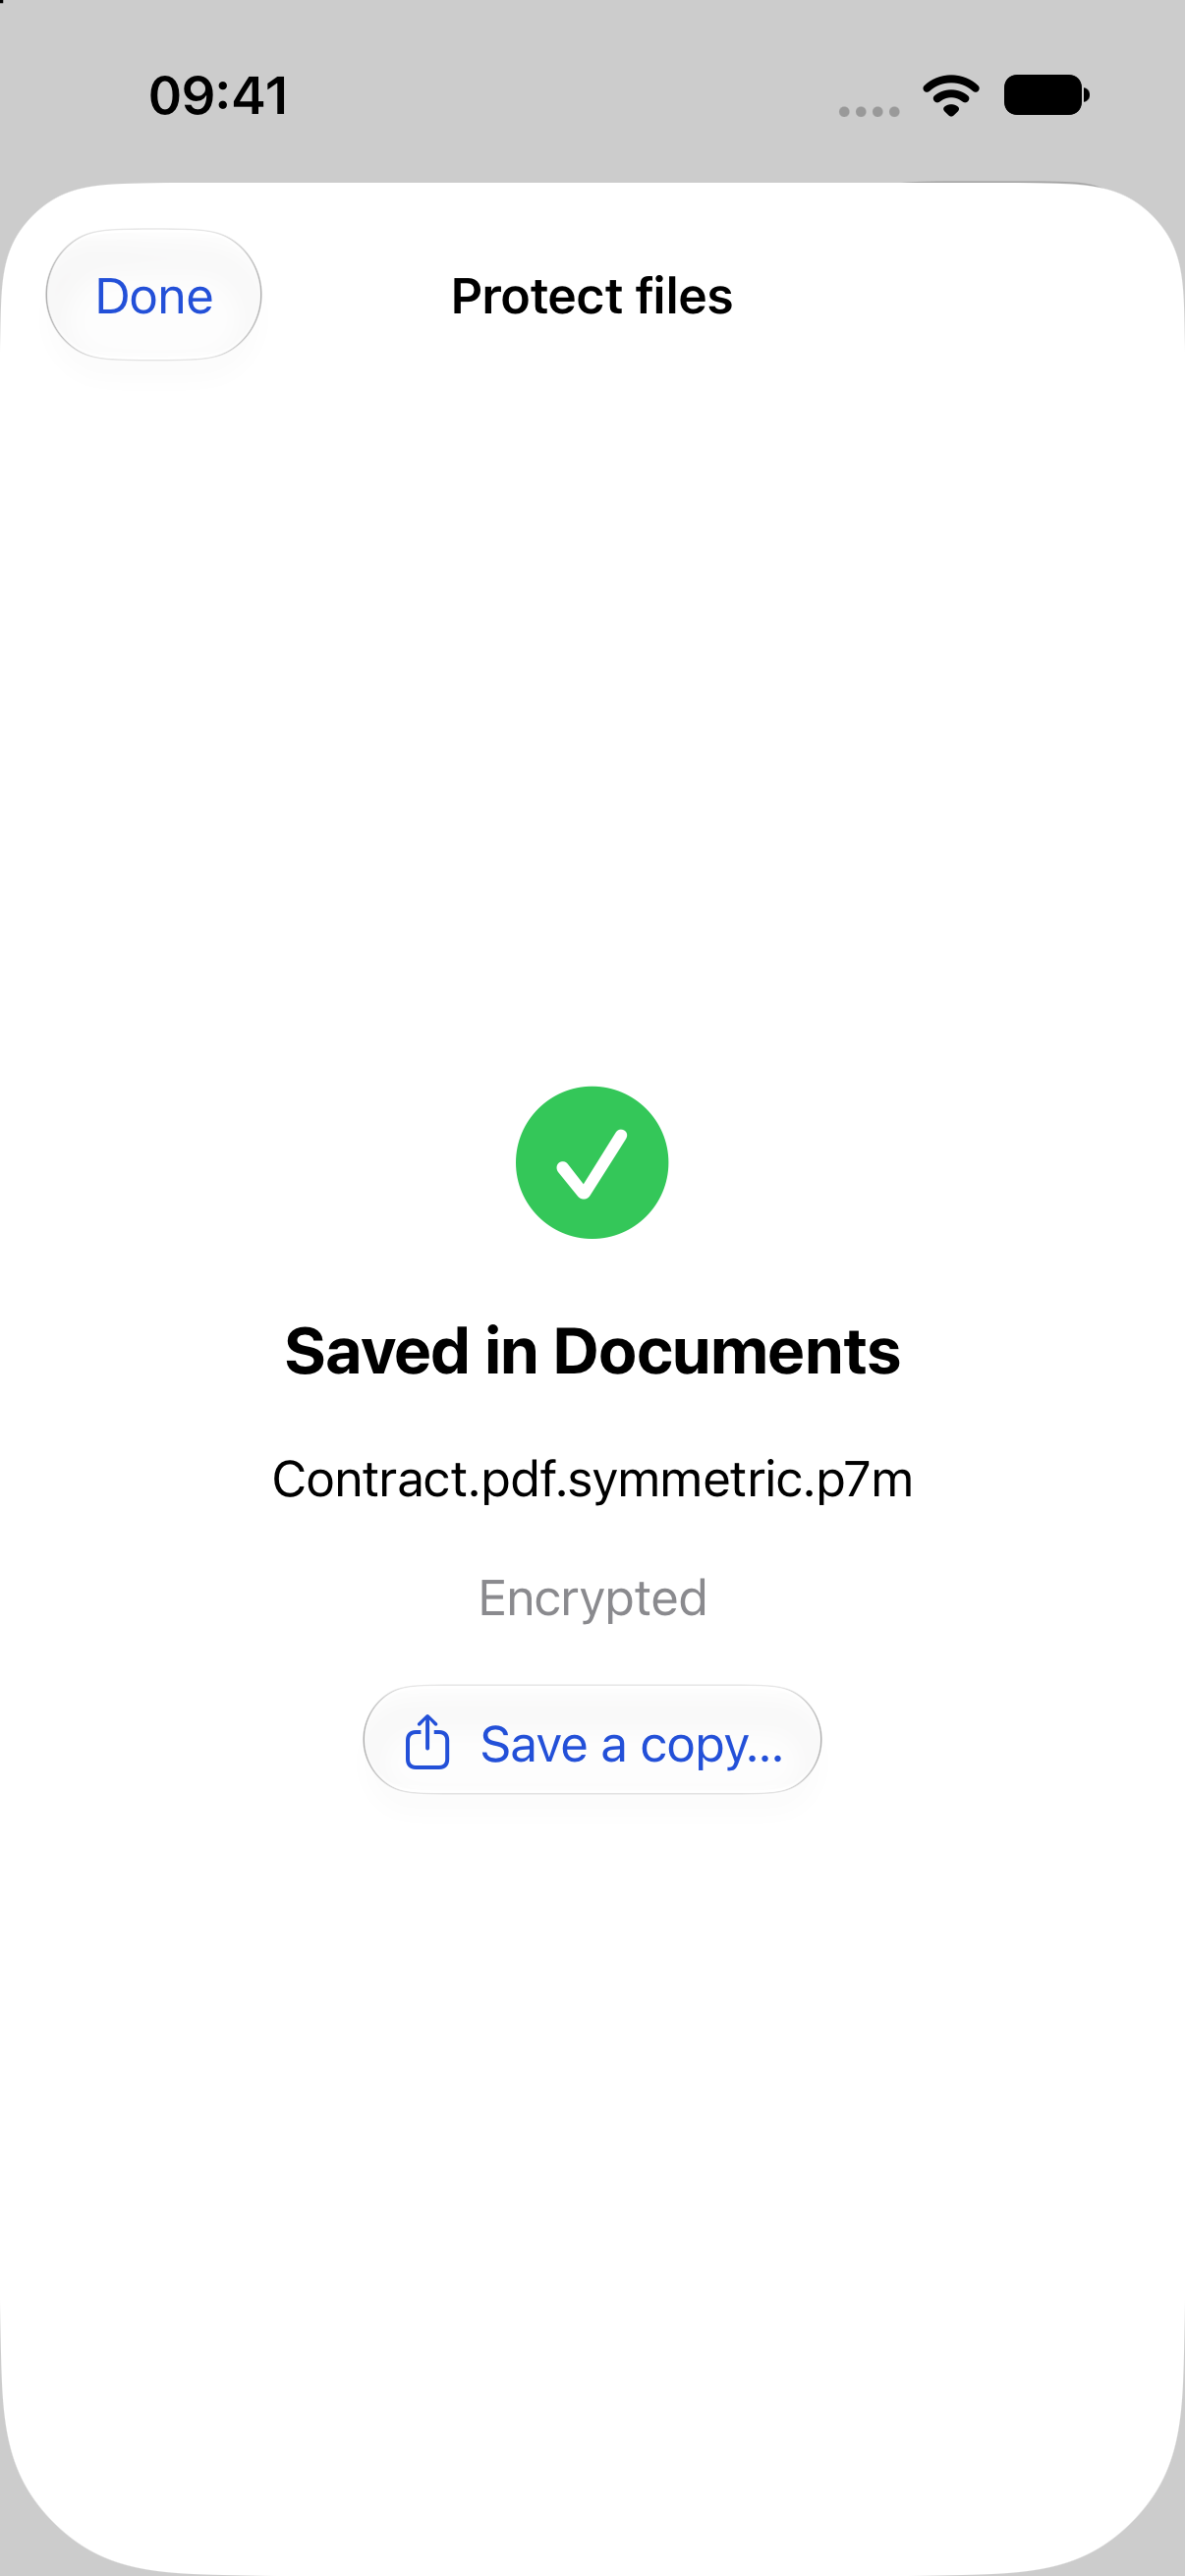 09:41
Done
Protect files
Saved in Documents
Contract.pdf.symmetric.p7m
Encrypted
Save a copy...